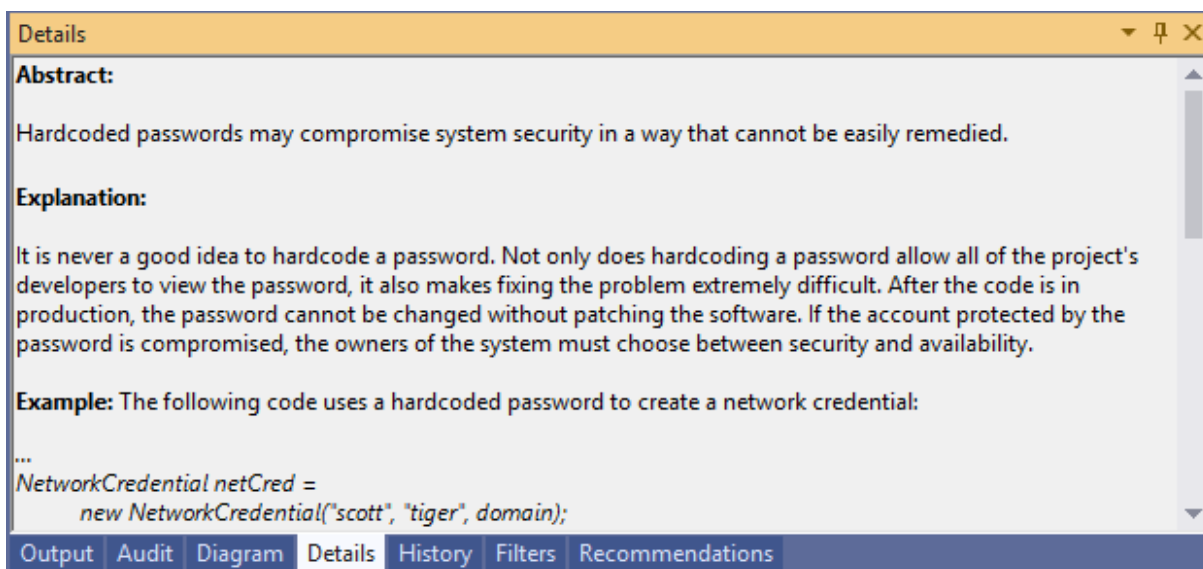 Details
Abstract:
Hardcoded passwords may compromise system security in a way that cannot be easily remedied.
Explanation:
It is never a good idea to hardcode a password. Not only does hardcoding a password allow all of the project's
developers to view the password, it also makes fixing the problem extremely difficult. After the code is in
production, the password cannot be changed without patching the software. If the account protected by the
password is compromised, the owners of the system must choose between security and availability.
Example: The following code uses a hardcoded password to create a network credential:
...
NetworkCredential netCred =
new NetworkCredential("scott", "tiger", domain);
Output Audit Diagram Details History Filters Recommendations